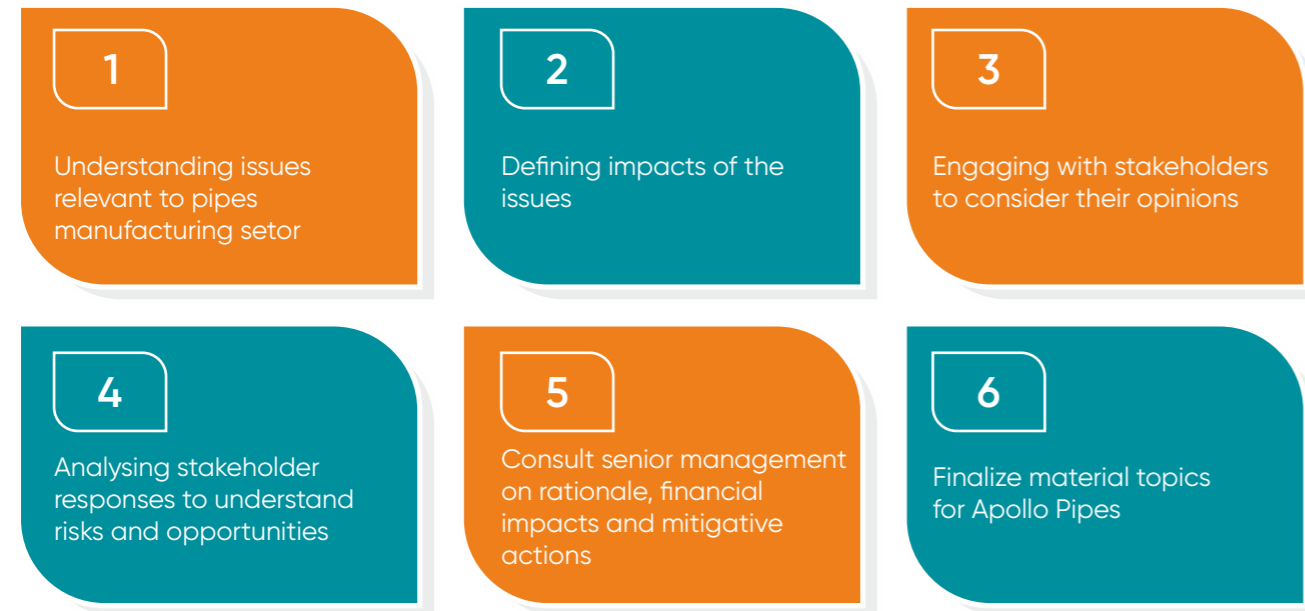 1
Understanding issues
relevant to pipes
manufacturing setor
2
Defining impacts of the
issues
3
Engaging with stakeholders
to consider their opinions
4
Analysing stakeholder
responses to understand
risks and opportunities
5
Consult senior management
on rationale, financial
impacts and mitigative
actions
6
Finalize material topics
for Apollo Pipes